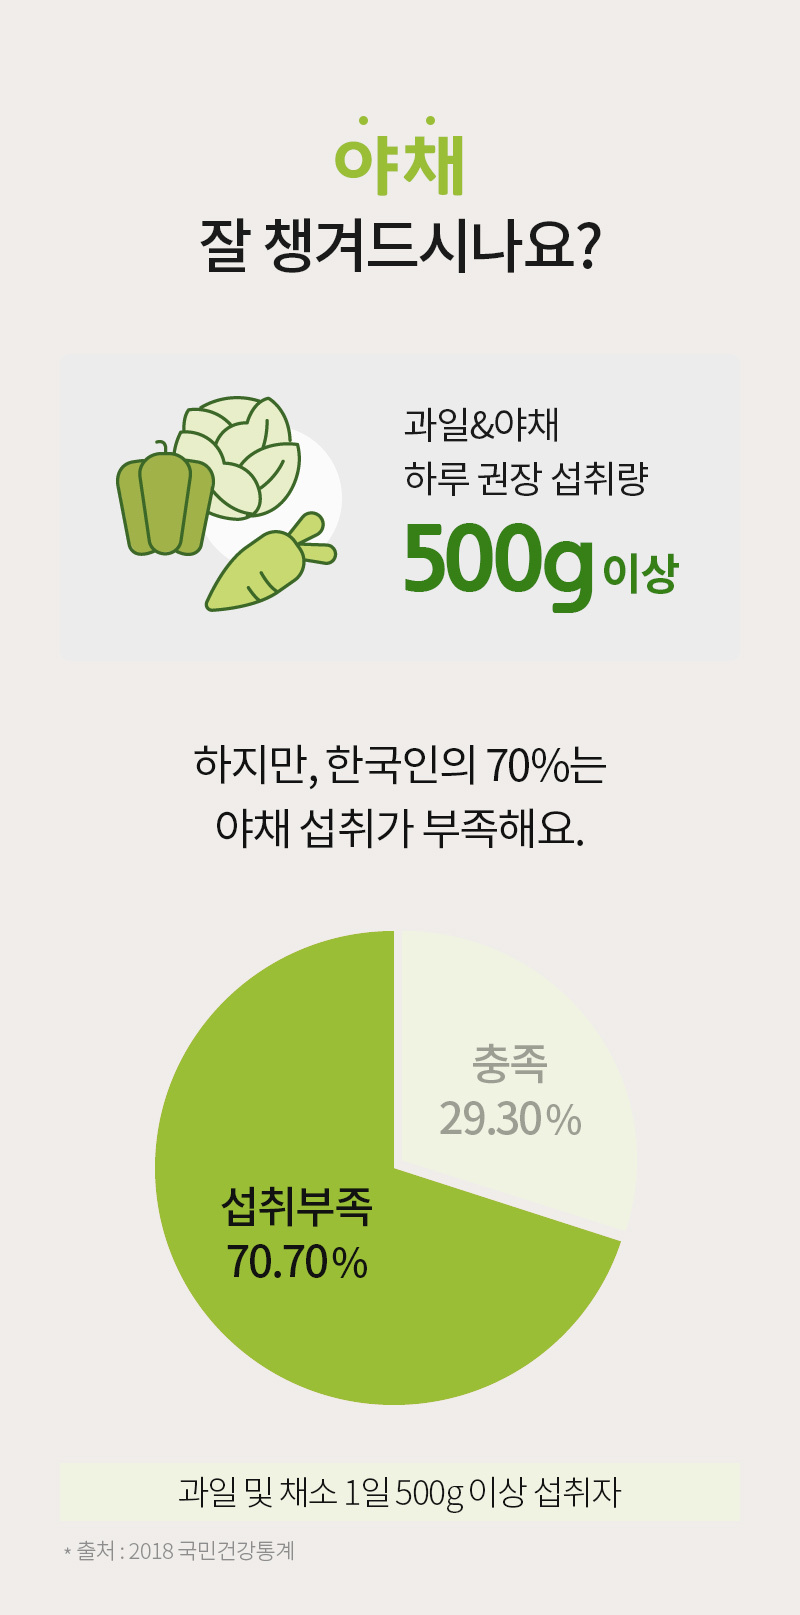 야채
잘 챙겨드시나요?
과일&야채
하루 권장 섭취량
500g 이상
하지만, 한국인의 70%는
야채 섭취가 부족해요.
충족
29.30%
섭취부족
70.70%
과일 및 채소 1일 500g 이상 섭취자
* 출처 : 2018 국민건강통계